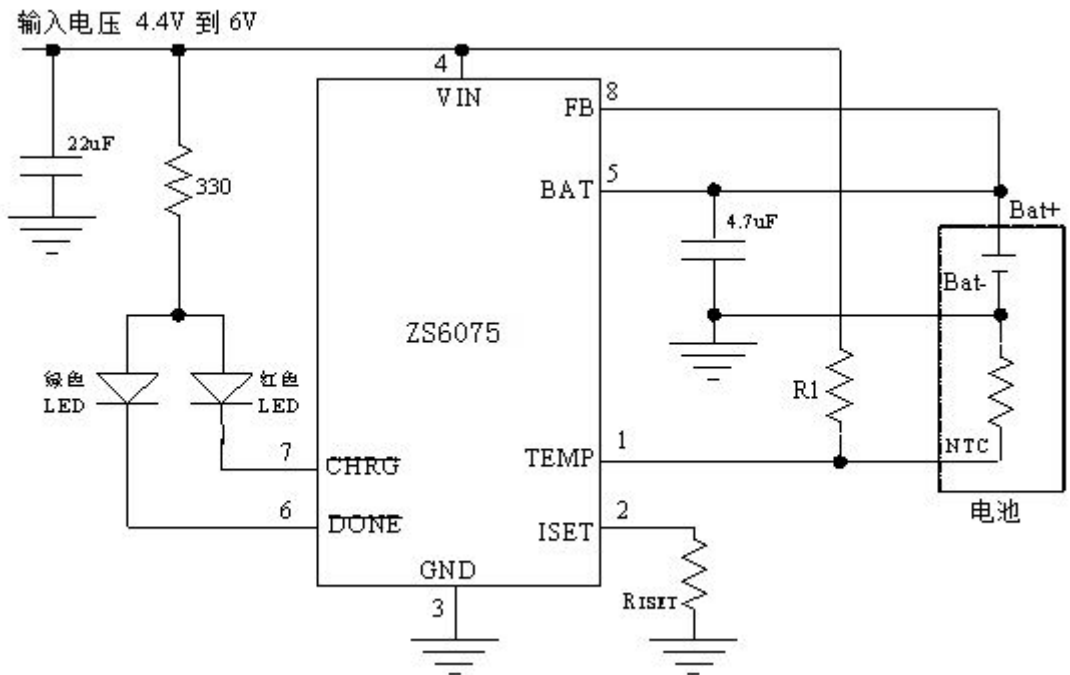 输入电压 4.4V 到 6V
4
VIN
8
FB
22uF
330
5
BAT
4.7uF
Bat+
Bat-
ZS6075
绿色
LED
红色
LED
R1
7
CHRG
1
TEMP
NTC
6
DONE
2
ISET
电池
GND
3
RISET